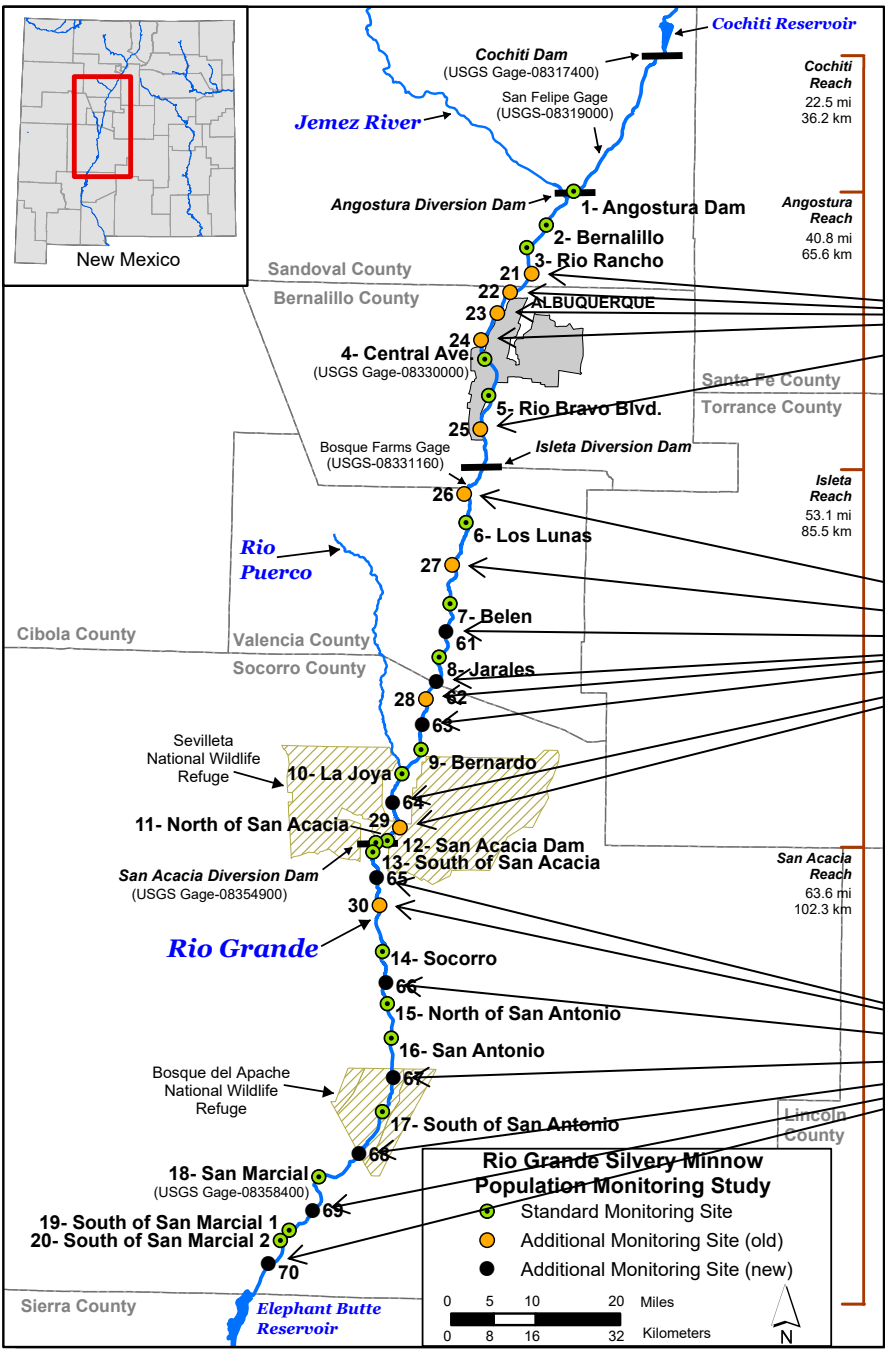 New Mexico
Cochiti Reservoir
Cochiti Dam
(USGS Gage-08317400)
San Felipe Gage
(USGS-08319000)
Jemez River
Cochiti
Reach
22.5 mi
36.2 km
Angostura Diversion Dam
1- Angostura Dam
Angostura
Reach
40.8 mi
65.6 km
2- Bernalillo
3- Rio Rancho
Sandoval County
21
Bernalillo County
22
ALBUQUERQUE
23
24
4- Central Ave.
(USGS Gage-08330000)
Santa Fe County
Torrance County
5- Rio Bravo Blvd.
25
Isleta Diversion Dam
Bosque Farms Gage
(USGS-08331160)
26
Isleta
Reach
53.1 mi
85.5 km
6- Los Lunas
Rio
Puerco
27
7- Belen
61
Cibola County
Valencia County
Socorro County
8- Jarales
62
28
63
9- Bernardo
Sevilleta
National Wildlife
Refuge
10- La Joya
64
29
11- North of San Acacia
12- San Acacia Dam
13- South of San Acacia
San Acacia Diversion Dam
(USGS Gage-08354900)
65
San Acacia
Reach
63.6 mi
102.3 km
30
Rio Grande
14- Socorro
66
15- North of San Antonio
16- San Antonio
Bosque del Apache
National Wildlife
Refuge
67
17- South of San Antonio
Lincoln
County
68
18- San Marcial
(USGS Gage-08358400)
69
19- South of San Marcial 1
20- South of San Marcial 2
70
Sierra County
Elephant Butte
Reservoir
Rio Grande Silvery Minnow
Population Monitoring Study
Standard Monitoring Site
Additional Monitoring Site (old)
Additional Monitoring Site (new)
0 5 10 20 Miles
0 8 16 32 Kilometers
N